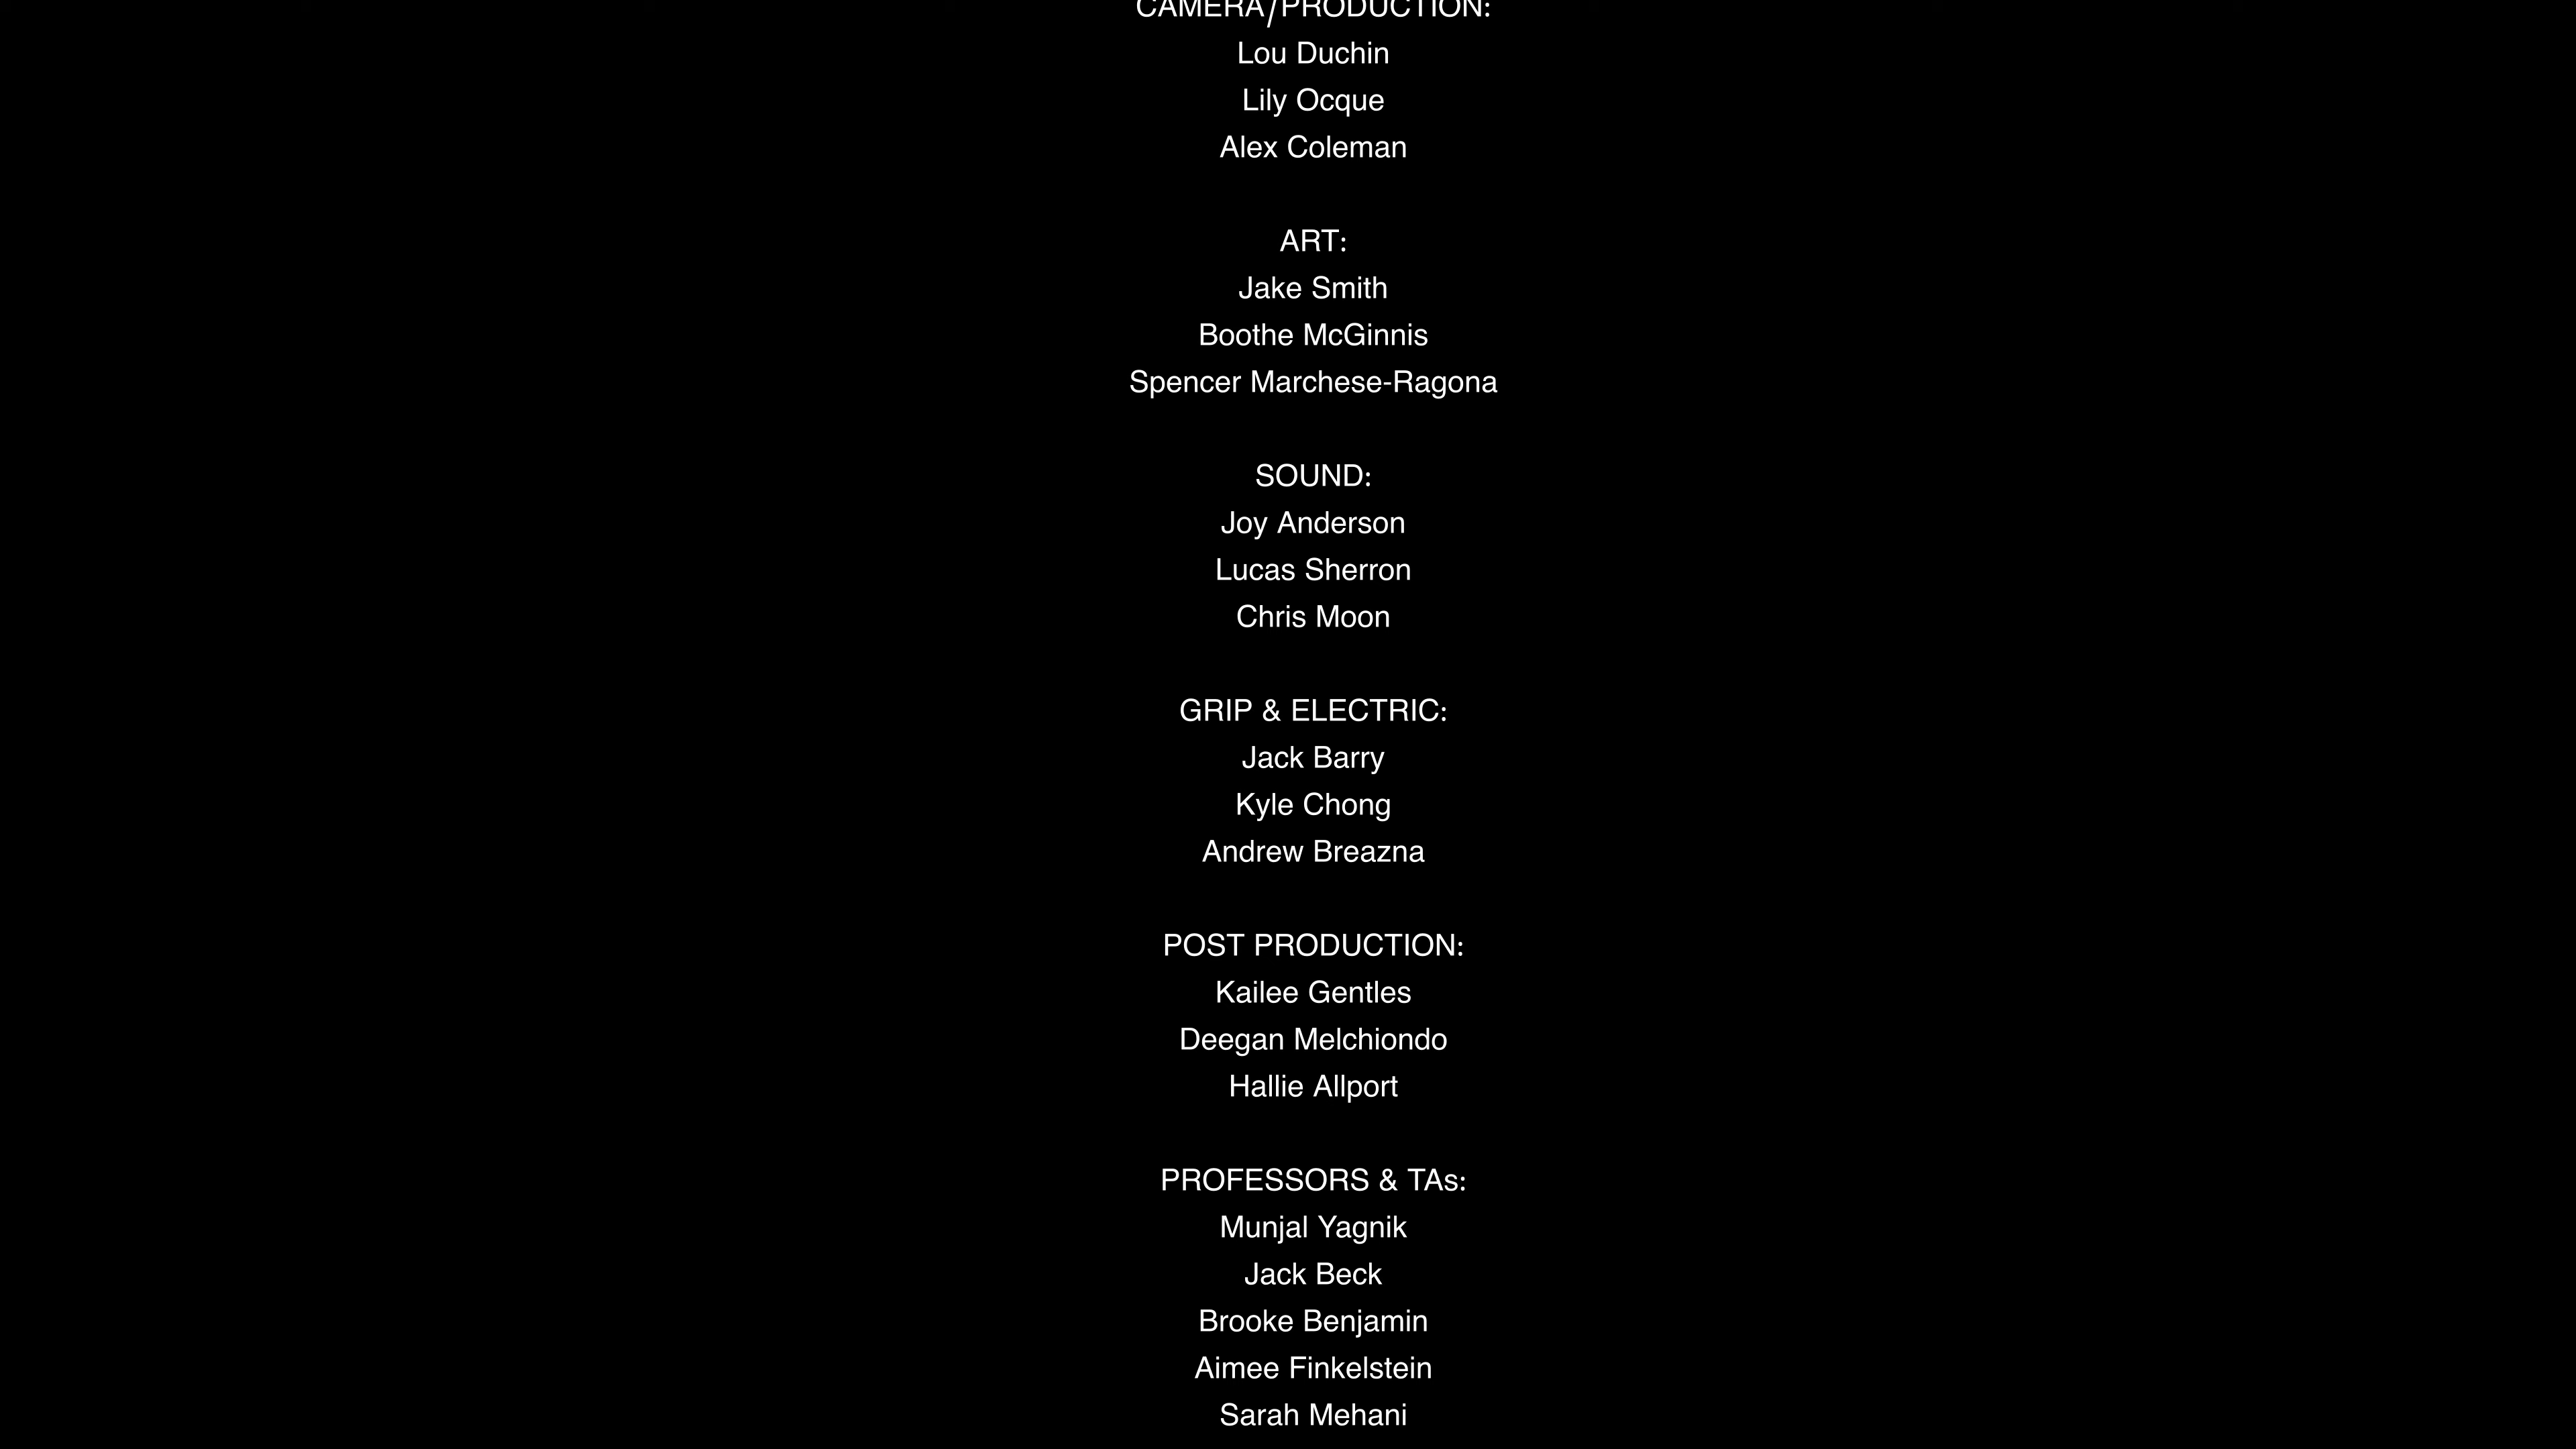 CAMERA/PRODUCTION:
Lou Duchin
Lily Ocque
Alex Coleman
ART:
Jake Smith
Boothe McGinnis
Spencer Marchese-Ragona
SOUND:
Joy Anderson
Lucas Sherron
Chris Moon
GRIP & ELECTRIC:
Jack Barry
Kyle Chong
Andrew Breazna
POST PRODUCTION:
Kailee Gentles
Deegan Melchiondo
Hallie Allport
PROFESSORS & TAs:
Munjal Yagnik
Jack Beck
Brooke Benjamin
Aimee Finkelstein
Sarah Mehani